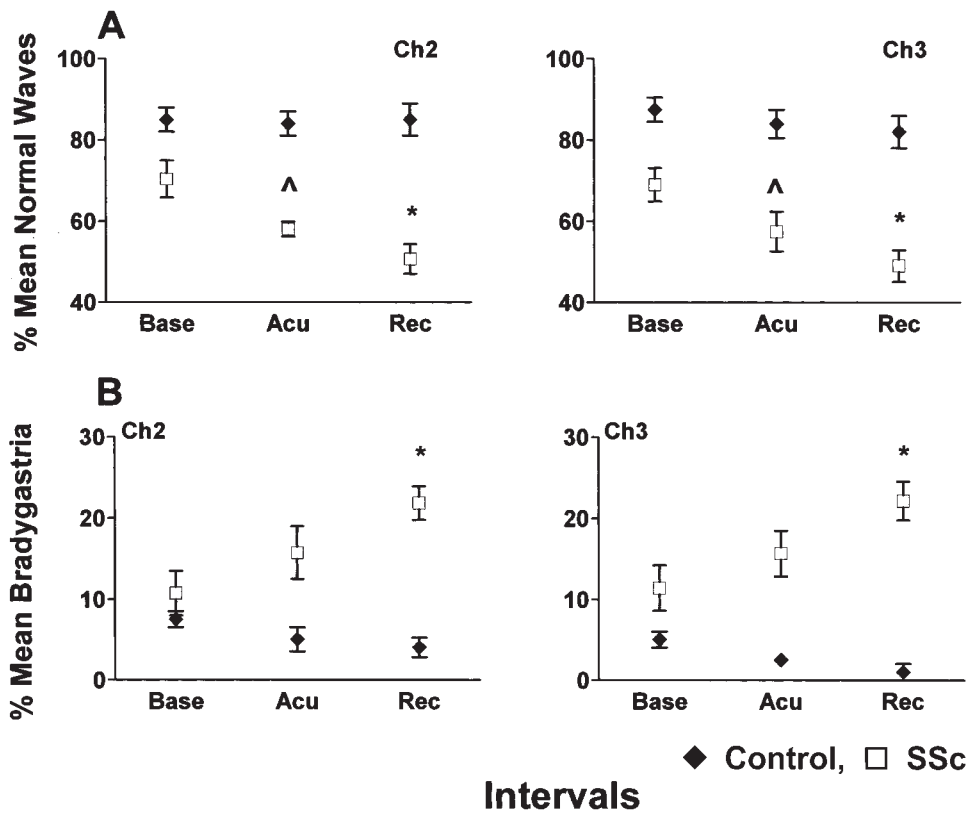 A
Ch2
Ch3
% Mean Normal Waves
100
80
60
40
^
*
Base Acu Rec
100
80
60
40
^
*
Base Acu Rec
B
Ch2
Ch3
% Mean Bradygastria
30
20
10
0
*
Base Acu Rec
30
20
10
0
*
Base Acu Rec
Control, SSc
Intervals